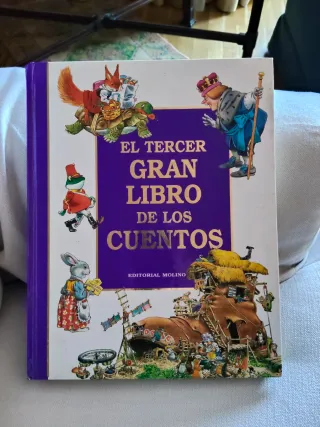 EL TERCER
GRAN
LIBRO
DE LOS
CUENTOS
EDITORIAL MOLINO